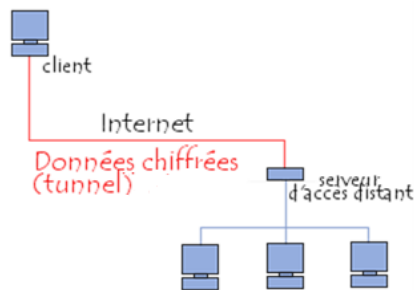 client
Internet
Données chiffrées
(tunnel)
serveur
d'accès distant